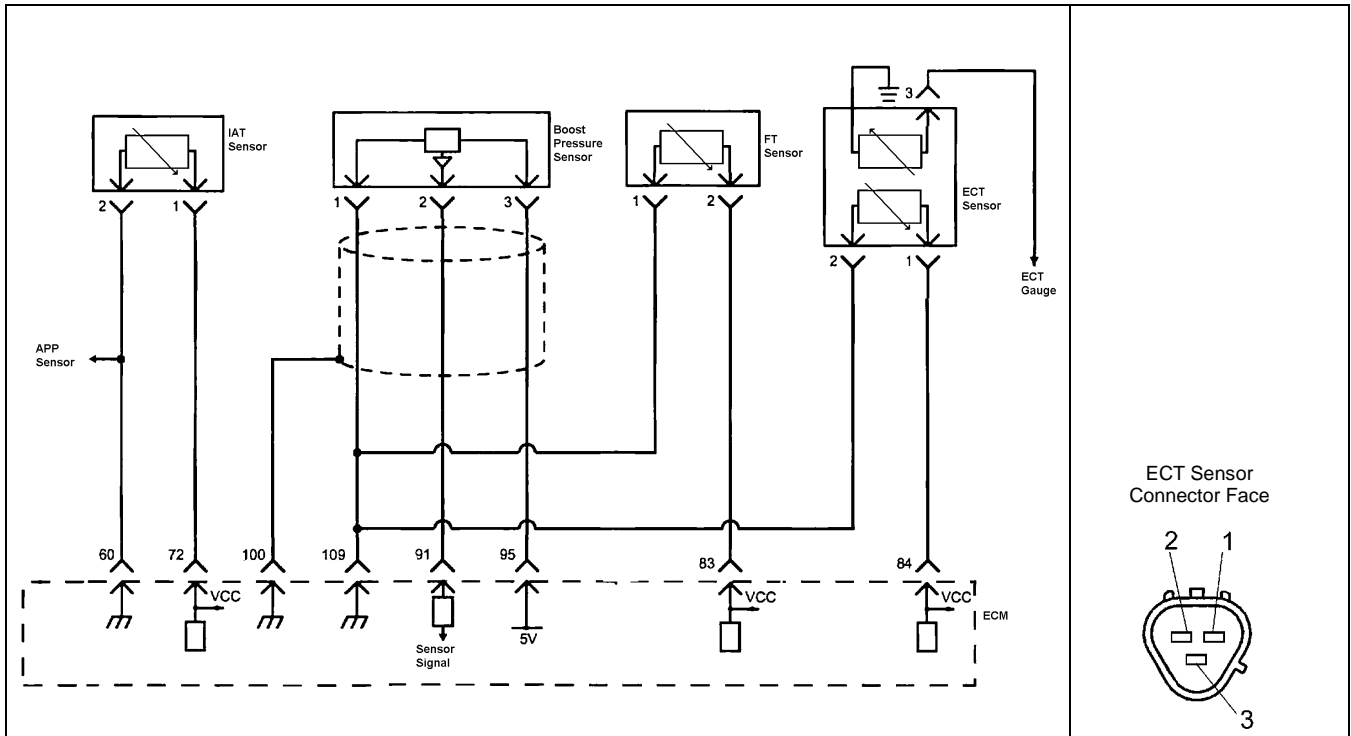 3
IAT
Sensor
Boost
Pressure
Sensor
FT
Sensor
ECT
Sensor
2 1
1 2 3
1 2
2 1
ECT
Gauge
APP
Sensor
60 72 100 109 91 95 83 84
VCC
VCC
VCC
5V
Sensor
Signal
ECM
ECT Sensor
Connector Face
2 1
3